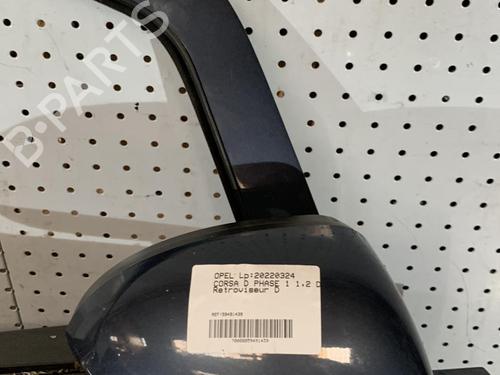 B-PARTS
OPEL Lp:20220324
CORSA D PHASE 1 1.2 D
Retroviseur D